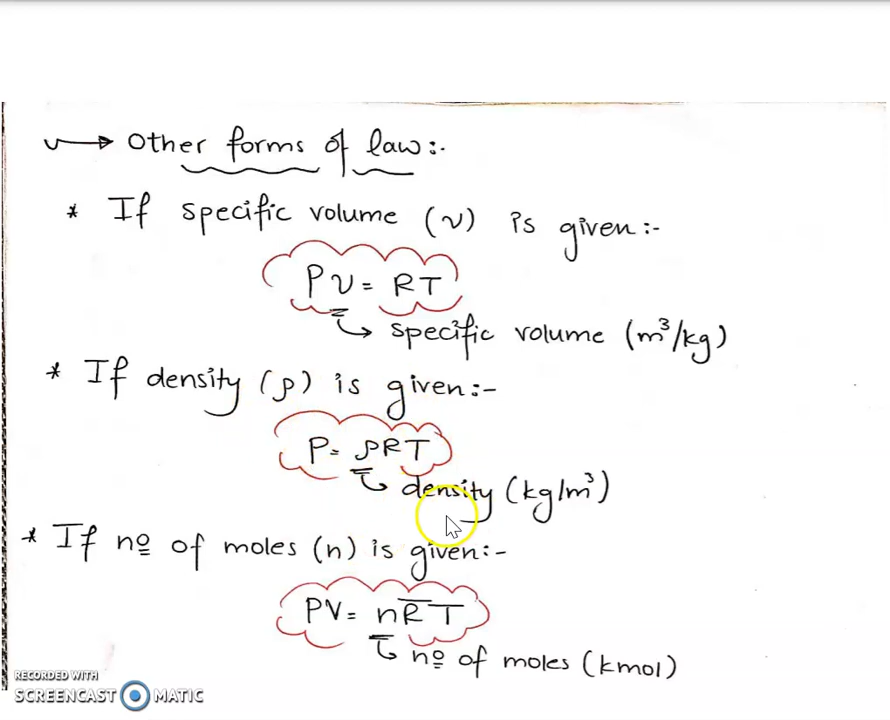 Other forms of law:-
* If specific volume (v) is given:-
Pv = RT
specific volume (m³/kg)
* If density (ρ) is given:-
P = ρRT
density (kg/m³)
* If nº of moles (n) is given:-
PV = nR̅T
nº of moles (kmol)
RECORDED WITH
SCREENCAST MATIC